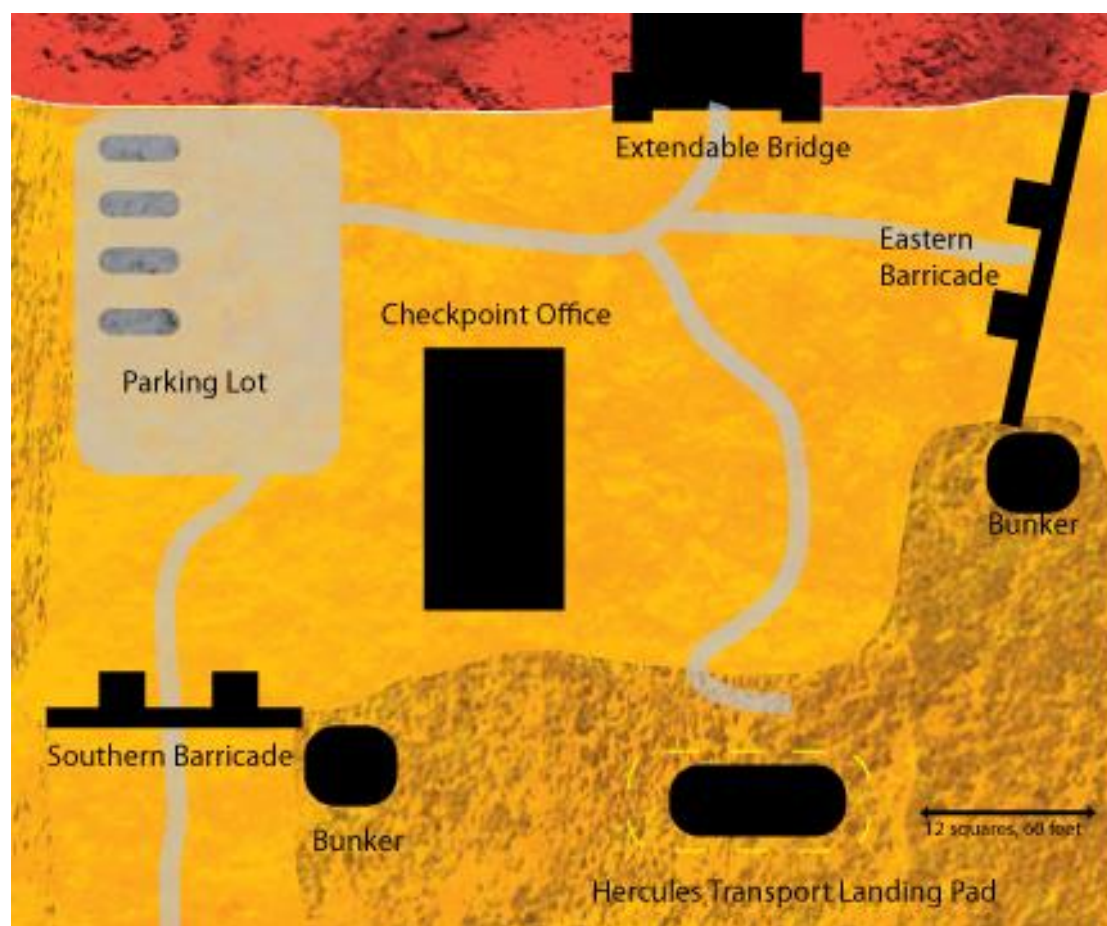 Extendable Bridge
Eastern
Barricade
Checkpoint Office
Parking Lot
Bunker
Southern Barricade
Bunker
12 squares, 60 feet
Hercules Transport Landing Pad